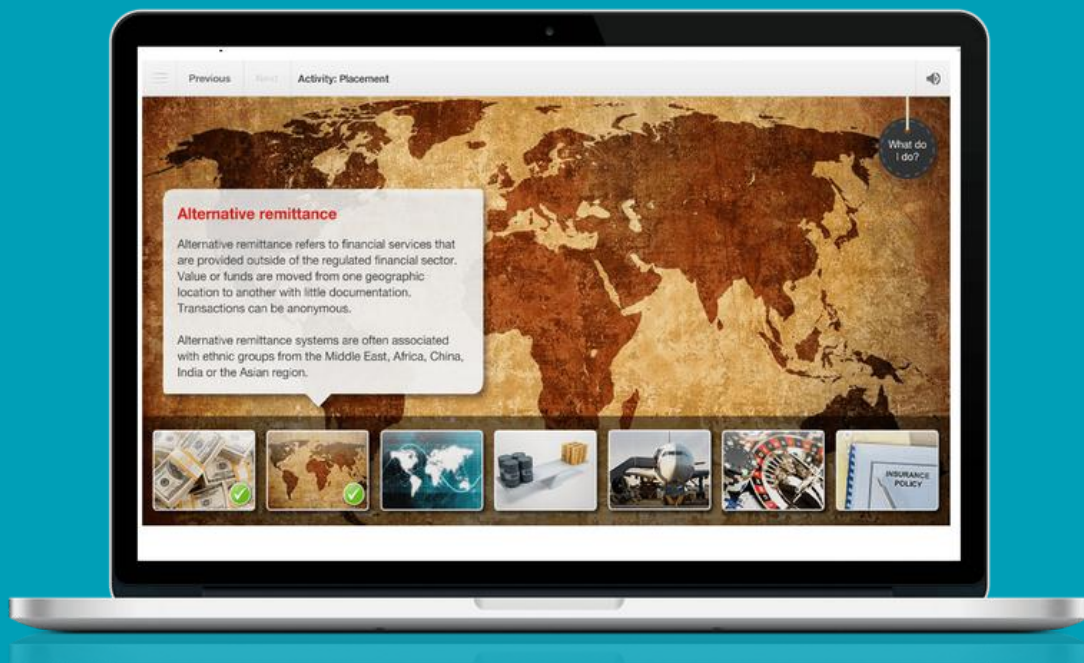 Previous
Next
Activity: Placement
What do
i do?
Alternative remittance
Alternative remittance refers to financial services that
are provided outside of the regulated financial sector.
Value or funds are moved from one geographic
location to another with little documentation.
Transactions can be anonymous.
Alternative remittance systems are often associated
with ethnic groups from the Middle East, Africa, China,
India or the Asian region.
INSURANCE
POLICY